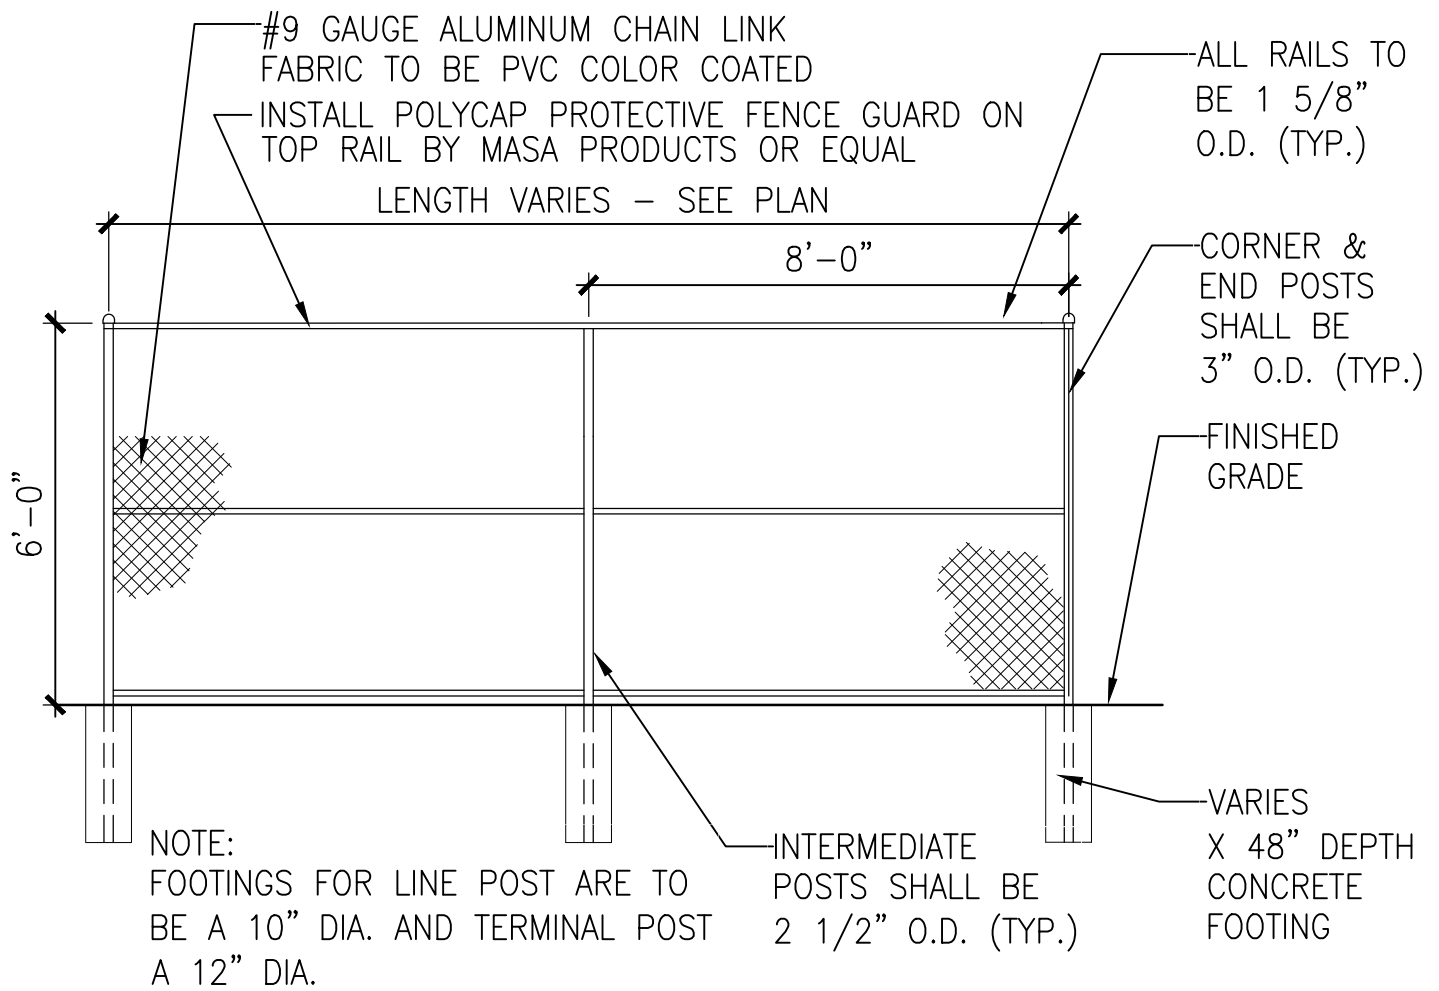 #9 GAUGE ALUMINUM CHAIN LINK
FABRIC TO BE PVC COLOR COATED
INSTALL POLYCAP PROTECTIVE FENCE GUARD ON
TOP RAIL BY MASA PRODUCTS OR EQUAL
LENGTH VARIES – SEE PLAN
8'–0"
ALL RAILS TO
BE 1 5/8"
O.D. (TYP.)
CORNER &
END POSTS
SHALL BE
3" O.D. (TYP.)
FINISHED
GRADE
6'–0"
VARIES
X 48" DEPTH
CONCRETE
FOOTING
INTERMEDIATE
POSTS SHALL BE
2 1/2" O.D. (TYP.)
NOTE:
FOOTINGS FOR LINE POST ARE TO
BE A 10" DIA. AND TERMINAL POST
A 12" DIA.